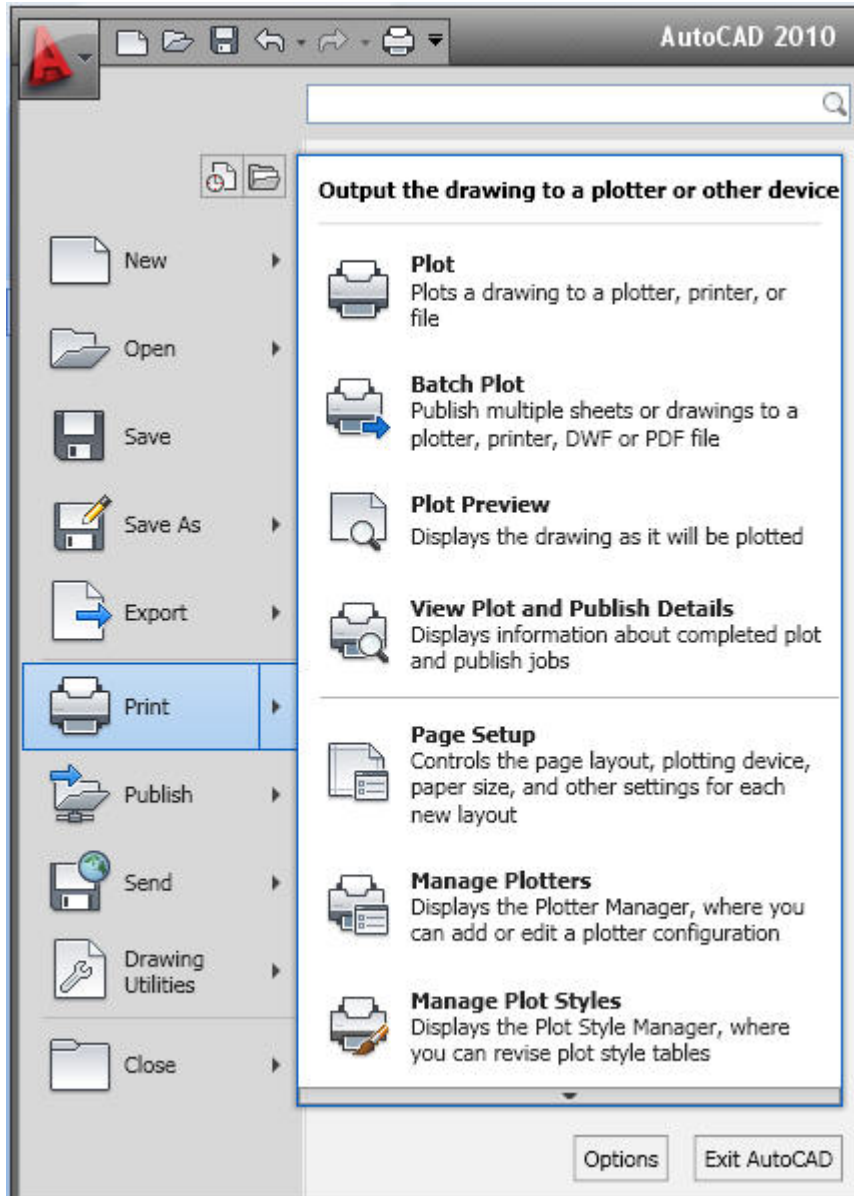 AutoCAD 2010
Output the drawing to a plotter or other device
New
Open
Save
Save As
Export
Print
Publish
Send
Drawing
Utilities
Close
Plot
Plots a drawing to a plotter, printer, or
file
Batch Plot
Publish multiple sheets or drawings to a
plotter, printer, DWF or PDF file
Plot Preview
Displays the drawing as it will be plotted
View Plot and Publish Details
Displays information about completed plot
and publish jobs
Page Setup
Controls the page layout, plotting device,
paper size, and other settings for each
new layout
Manage Plotters
Displays the Plotter Manager, where you
can add or edit a plotter configuration
Manage Plot Styles
Displays the Plot Style Manager, where
you can revise plot style tables
Options
Exit AutoCAD